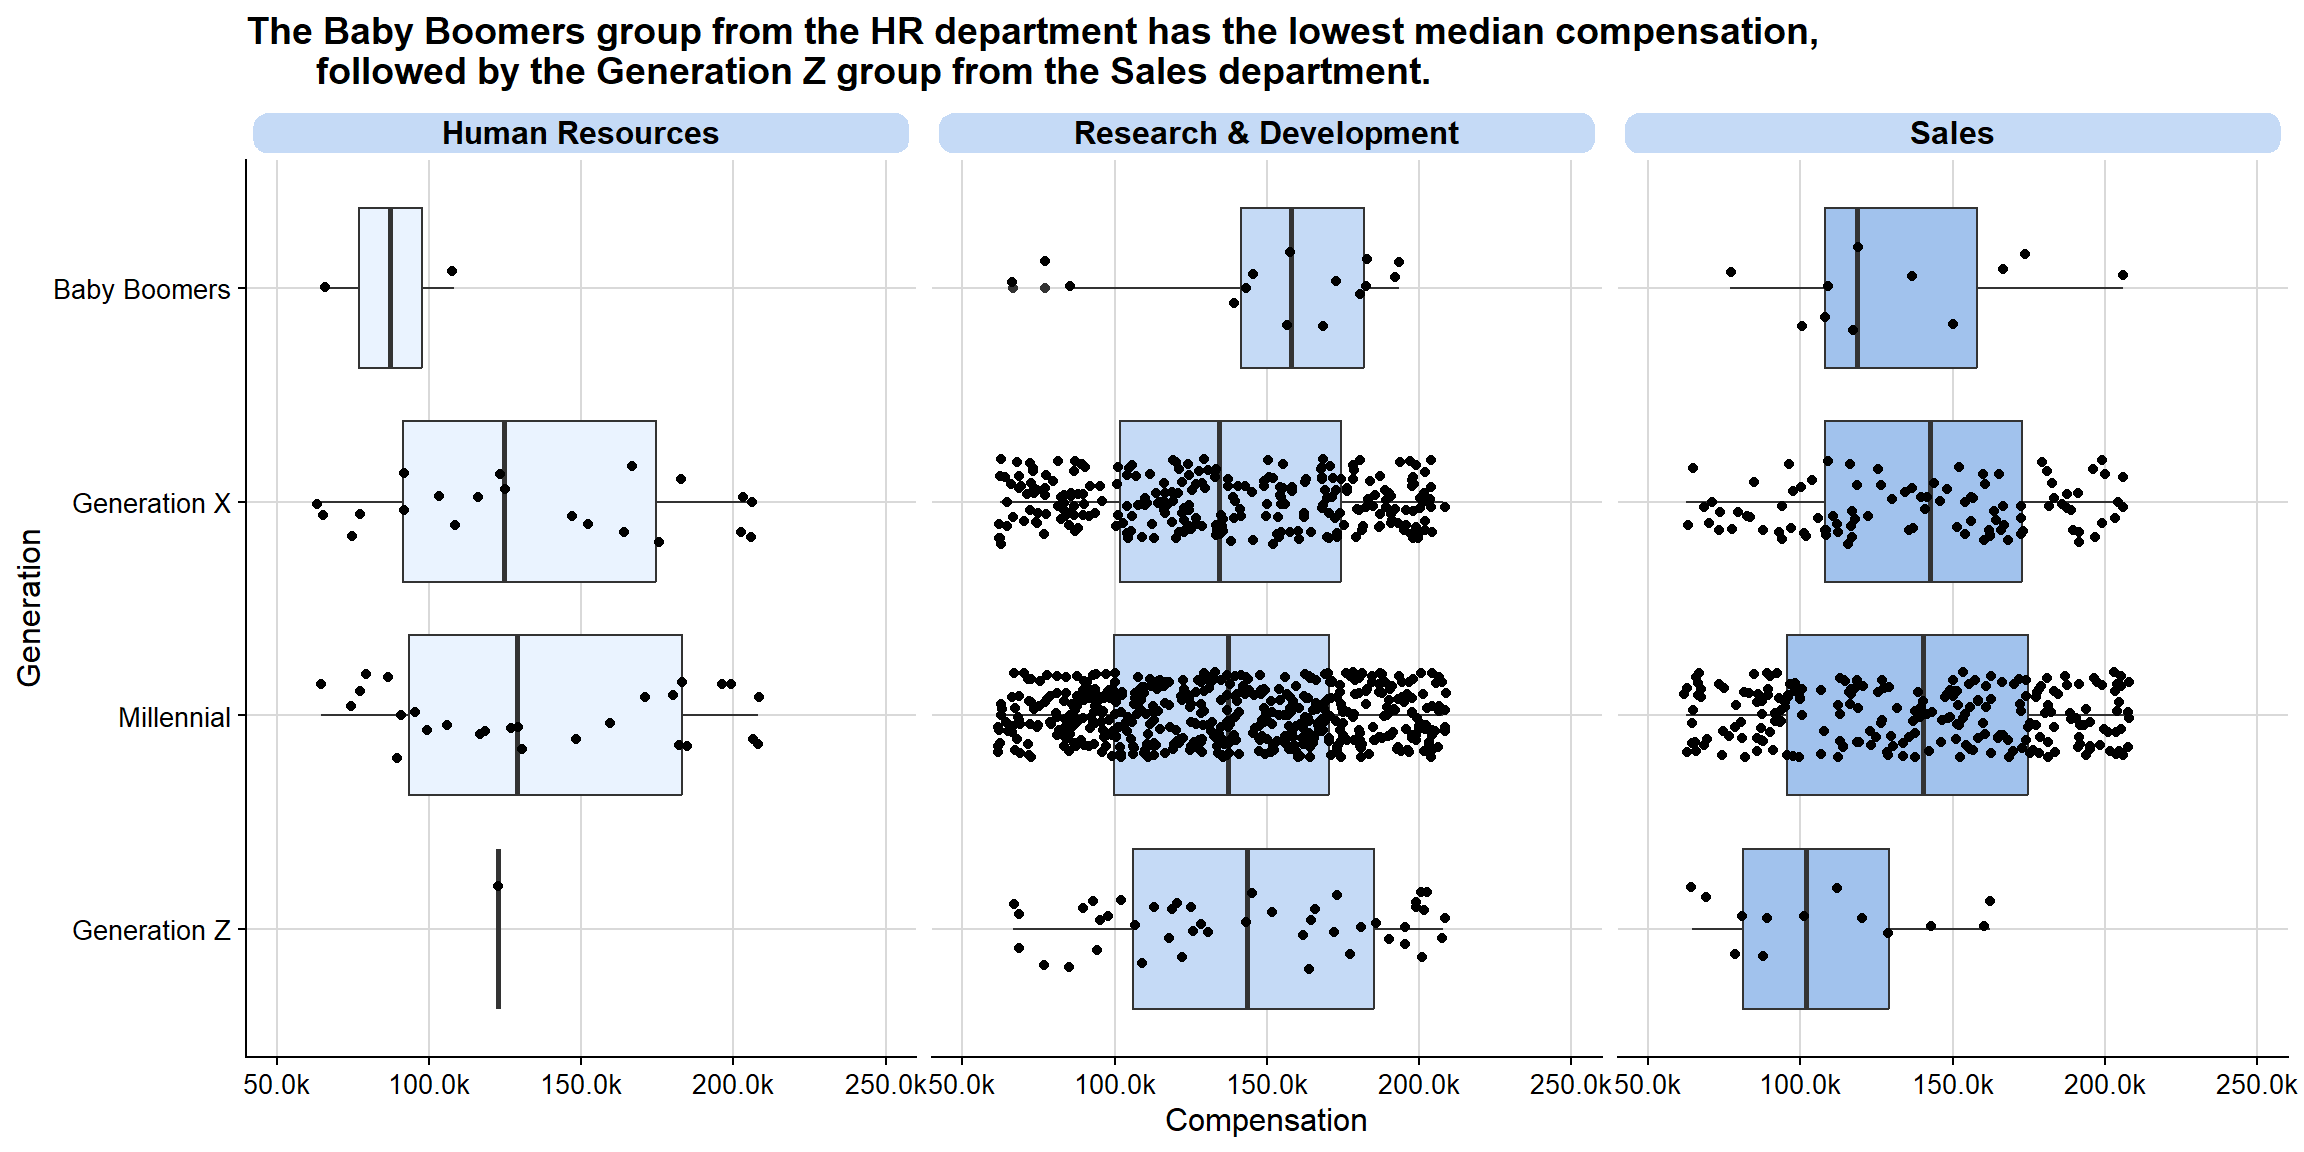 The Baby Boomers group from the HR department has the lowest median compensation,
followed by the Generation Z group from the Sales department.
Human Resources
Research & Development
Sales
Generation
Baby Boomers
Generation X
Millennial
Generation Z
50.0k 100.0k 150.0k 200.0k 250.0k
50.0k 100.0k 150.0k 200.0k 250.0k
50.0k 100.0k 150.0k 200.0k 250.0k
Compensation